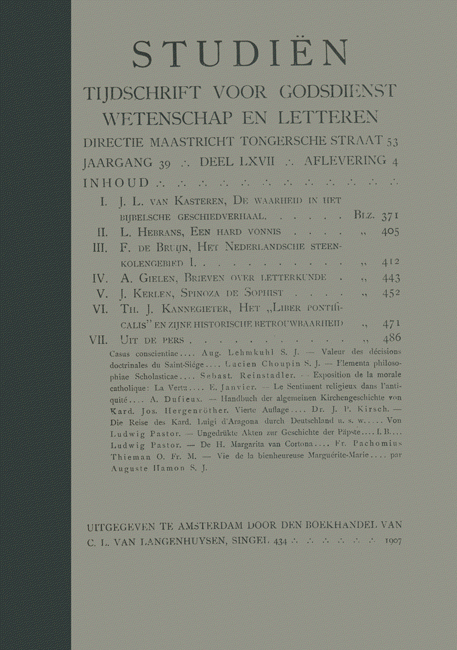 STUDIËN
TIJDSCHRIFT VOOR GODSDIENST
WETENSCHAP EN LETTEREN
DIRECTIE MAASTRICHT TONGERSCHE STRAAT 53
JAARGANG 39 ∴ DEEL LXVII ∴ AFLEVERING 4
INHOUD ∴ ∴ ∴ ∴ ∴ ∴ ∴ ∴ ∴ ∴ ∴ ∴
I. J. L. VAN KASTEREN, DE WAARHEID IN HET
BIJBELSCHE GESCHIEDVERHAAL. . . . . . BLZ. 371
II. L. HEBRANS, EEN HARD VONNIS . . . . „ 405
III. F. DE BRUIJN, HET NEDERLANDSCHE STEEN-
KOLENGEBIED I. . . . . . . . . . . „ 412
IV. A. GIELEN, BRIEVEN OVER LETTERKUNDE . „ 443
V. J. KERLEN, SPINOZA DE SOPHIST . . . . „ 452
VI. TH. J. KANNEGIETER, HET „LIBER PONTIFI-
CALIS” EN ZIJNE HISTORISCHE BETROUWBAARHEID „ 471
VII. UIT DE PERS . . . . . . . . . . . „ 486
Casus conscientiae.... Aug. Lehmkuhl S. J. — Valeur des décisions
doctrinales du Saint-Siége.... Lucien Choupin S. J. — Elementa philoso-
phiae Scholasticae.... Sebast. Reinstadler. — Exposition de la morale
catholique: La Vertu.... E. Janvier. — Le Sentiment religieux dans l'anti-
quité.... A. Dufieux. — Handbuch der algemeinen Kirchengeschichte von
Kard. Jos. Hergenröther. Vierte Auflage.... Dr. J. P. Kirsch. —
Die Reise des Kard. Luigi d'Aragona durch Deutschland u. s. w.... Von
Ludwig Pastor. — Ungedrükte Akten zur Geschichte der Päpste.... I. B....
Ludwig Pastor. — De H. Margarita van Cortona.... Fr. Pachomius
Thieman O. Fr. M. — Vie de la bienheureuse Marguérite-Marie.... par
Auguste Hamon S. J.
UITGEGEVEN TE AMSTERDAM DOOR DEN BOEKHANDEL VAN
C. L. VAN LANGENHUYSEN, SINGEL 434 ∴ ∴ ∴ ∴ ∴ ∴ 1907